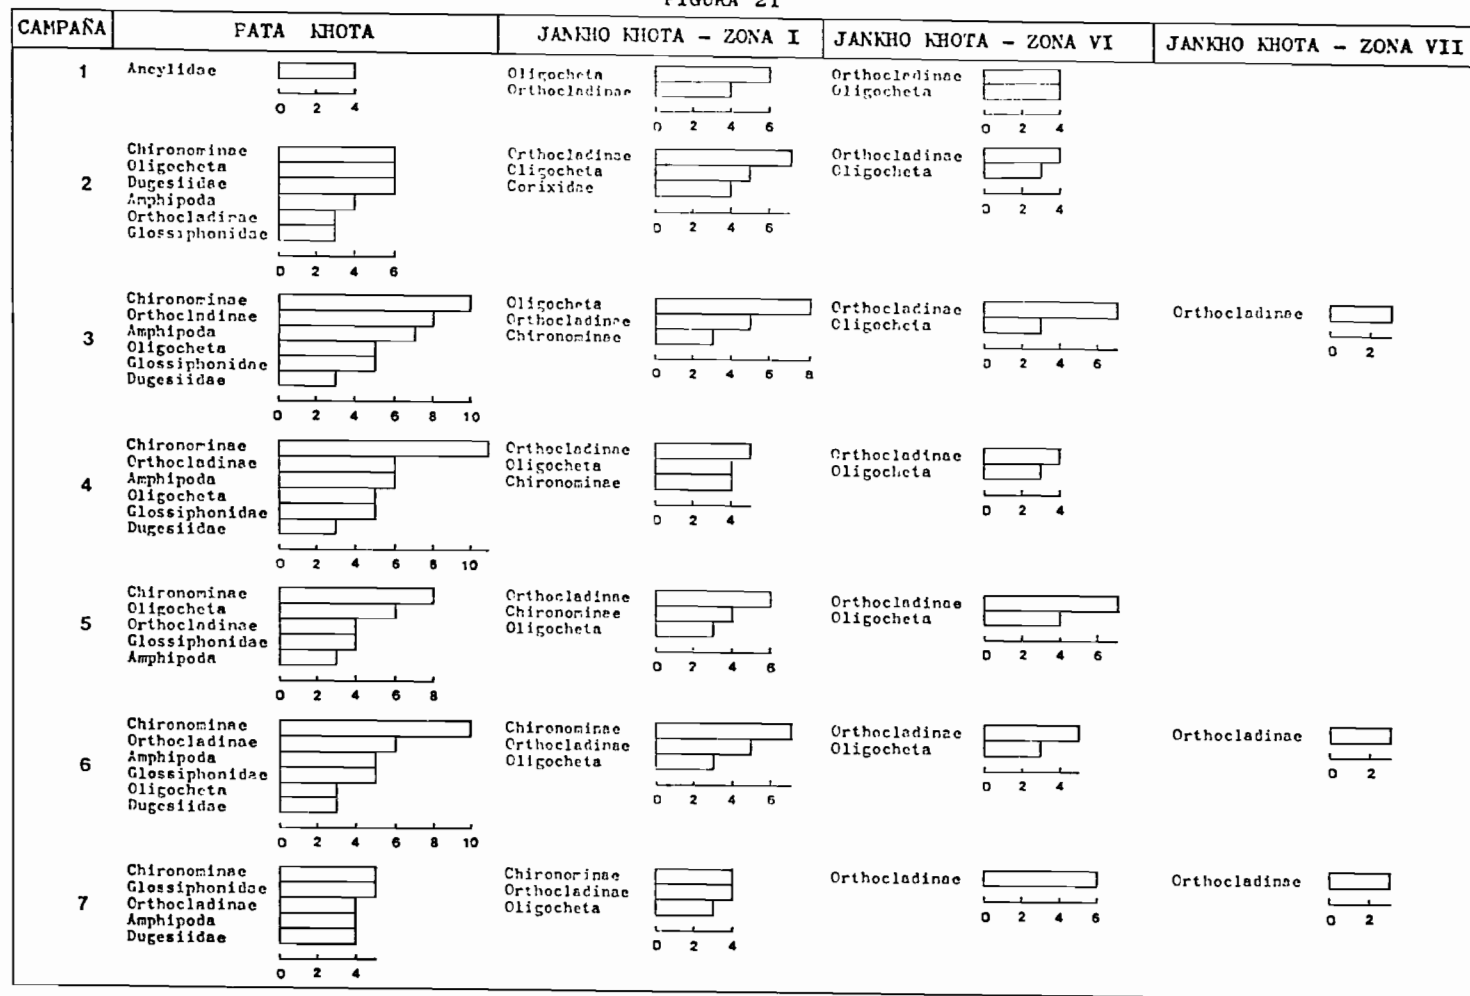 FIGURA 21
CAMPAÑA PATA KHOTA JANKHO KHOTA - ZONA I JANKHO KHOTA - ZONA VI JANKHO KHOTA - ZONA VII
1
Ancylidae
0 2 4
Oligocheta
Orthocladinae
0 2 4 6
Orthocladinae
Oligocheta
0 2 4
2
Chironominae
Oligocheta
Dugesiidae
Amphipoda
Orthocladinae
Glossiphonidae
0 2 4 6
Orthocladinae
Oligocheta
Corixidae
0 2 4 6
Orthocladinae
Oligocheta
0 2 4
3
Chironominae
Orthocladinae
Amphipoda
Oligocheta
Glossiphonidae
Dugesiidae
0 2 4 6 8 10
Oligocheta
Orthocladinae
Chironominae
0 2 4 6 8
Orthocladinae
Oligocheta
0 2 4 6
Orthocladinae
0 2
4
Chironominae
Orthocladinae
Amphipoda
Oligocheta
Glossiphonidae
Dugesiidae
0 2 4 6 8 10
Orthocladinae
Oligocheta
Chironominae
0 2 4
Orthocladinae
Oligocheta
0 2 4
5
Chironominae
Oligocheta
Orthocladinae
Glossiphonidae
Amphipoda
0 2 4 6 8
Orthocladinae
Chironominae
Oligocheta
0 2 4 6
Orthocladinae
Oligocheta
0 2 4 6
6
Chironominae
Orthocladinae
Amphipoda
Glossiphonidae
Oligocheta
Dugesiidae
0 2 4 6 8 10
Chironominae
Orthocladinae
Oligocheta
0 2 4 6
Orthocladinae
Oligocheta
0 2 4
Orthocladinae
0 2
7
Chironominae
Glossiphonidae
Orthocladinae
Amphipoda
Dugesiidae
0 2 4
Chironominae
Orthocladinae
Oligocheta
0 2 4
Orthocladinae
0 2 4 6
Orthocladinae
0 2